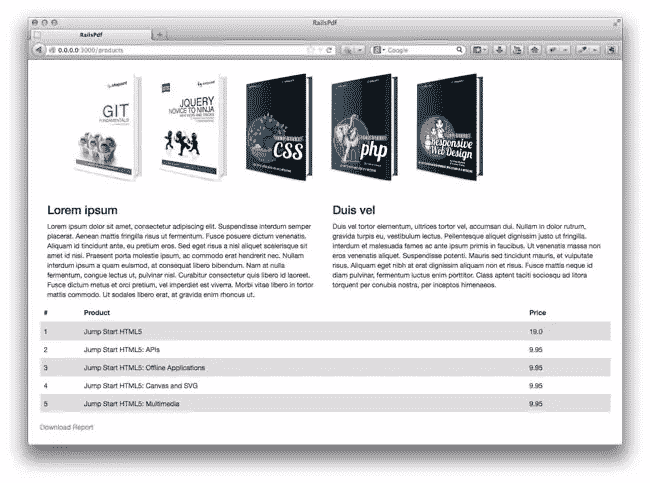 RailsPdf
RailsPdf
0.0.0.0:3000/products
Google
GIT
FUNDAMENTALS
JQUERY
NOVICE TO NINJA
CSS
php
Responsive
Web Design
Lorem ipsum
Lorem ipsum dolor sit amet, consectetur adipiscing elit. Suspendisse interdum semper
placerat. Aenean mattis fringilla risus ut fermentum. Fusce posuere dictum venenatis.
Aliquam id tincidunt ante, eu pretium eros. Sed eget risus a nisl aliquet scelerisque sit
amet id nisi. Praesent porta molestie ipsum, ac commodo erat hendrerit nec. Nullam
interdum ipsum a quam euismod, at consequat libero bibendum. Nam at nulla
fermentum, congue lectus ut, pulvinar nisl. Curabitur consectetur quis libero id laoreet.
Fusce dictum metus et orci pretium, vel imperdiet est viverra. Morbi vitae libero in tortor
mattis commodo. Ut sodales libero erat, at gravida enim rhoncus ut.
Duis vel
Duis vel tortor elementum, ultrices tortor vel, accumsan dui. Nullam in dolor rutrum,
gravida turpis eu, vestibulum lectus. Pellentesque aliquet dignissim justo ut fringilla.
Interdum et malesuada fames ac ante ipsum primis in faucibus. Ut venenatis massa non
eros venenatis aliquet. Suspendisse potenti. Mauris sed tincidunt mauris, et vulputate
risus. Aliquam eget nibh at erat dignissim aliquam non et risus. Fusce mattis neque id
diam pulvinar, fermentum luctus enim porttitor. Class aptent taciti sociosqu ad litora
torquent per conubia nostra, per inceptos himenaeos.
# Product Price
1 Jump Start HTML5 19.0
2 Jump Start HTML5: APIs 9.95
3 Jump Start HTML5: Offline Applications 9.95
4 Jump Start HTML5: Canvas and SVG 9.95
5 Jump Start HTML5: Multimedia 9.95
Download Report